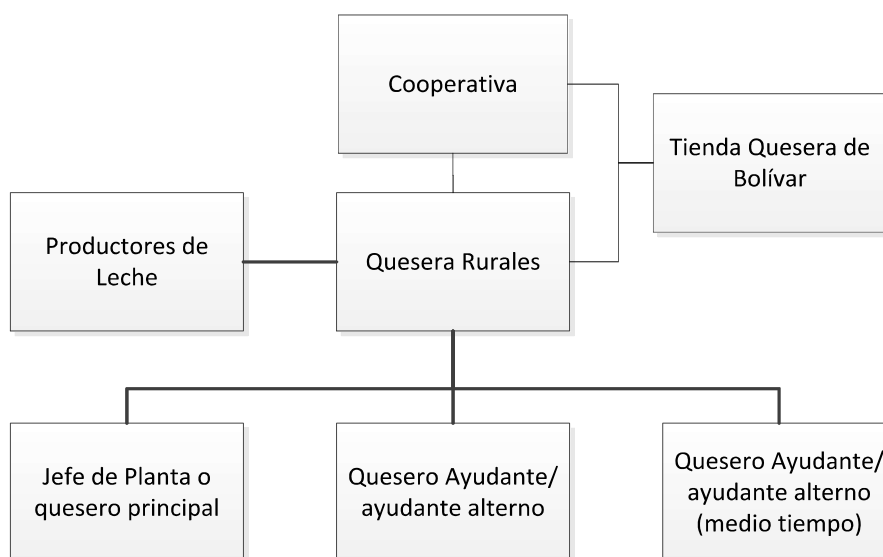 Cooperativa
Tienda Quesera de
Bolívar
Productores de
Leche
Quesera Rurales
Jefe de Planta o
quesero principal
Quesero Ayudante/
ayudante alterno
Quesero Ayudante/
ayudante alterno
(medio tiempo)